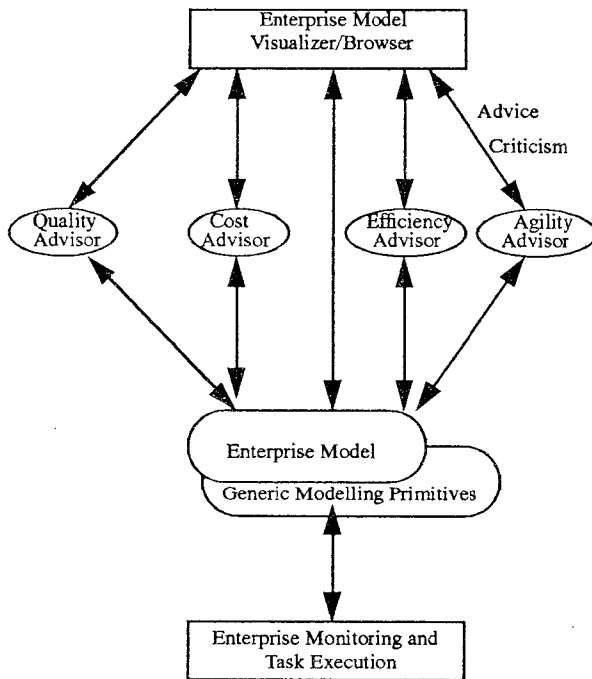 Enterprise Model
Visualizer/Browser
Advice
Criticism
Quality
Advisor
Cost
Advisor
Efficiency
Advisor
Agility
Advisor
Enterprise Model
Generic Modelling Primitives
Enterprise Monitoring and
Task Execution